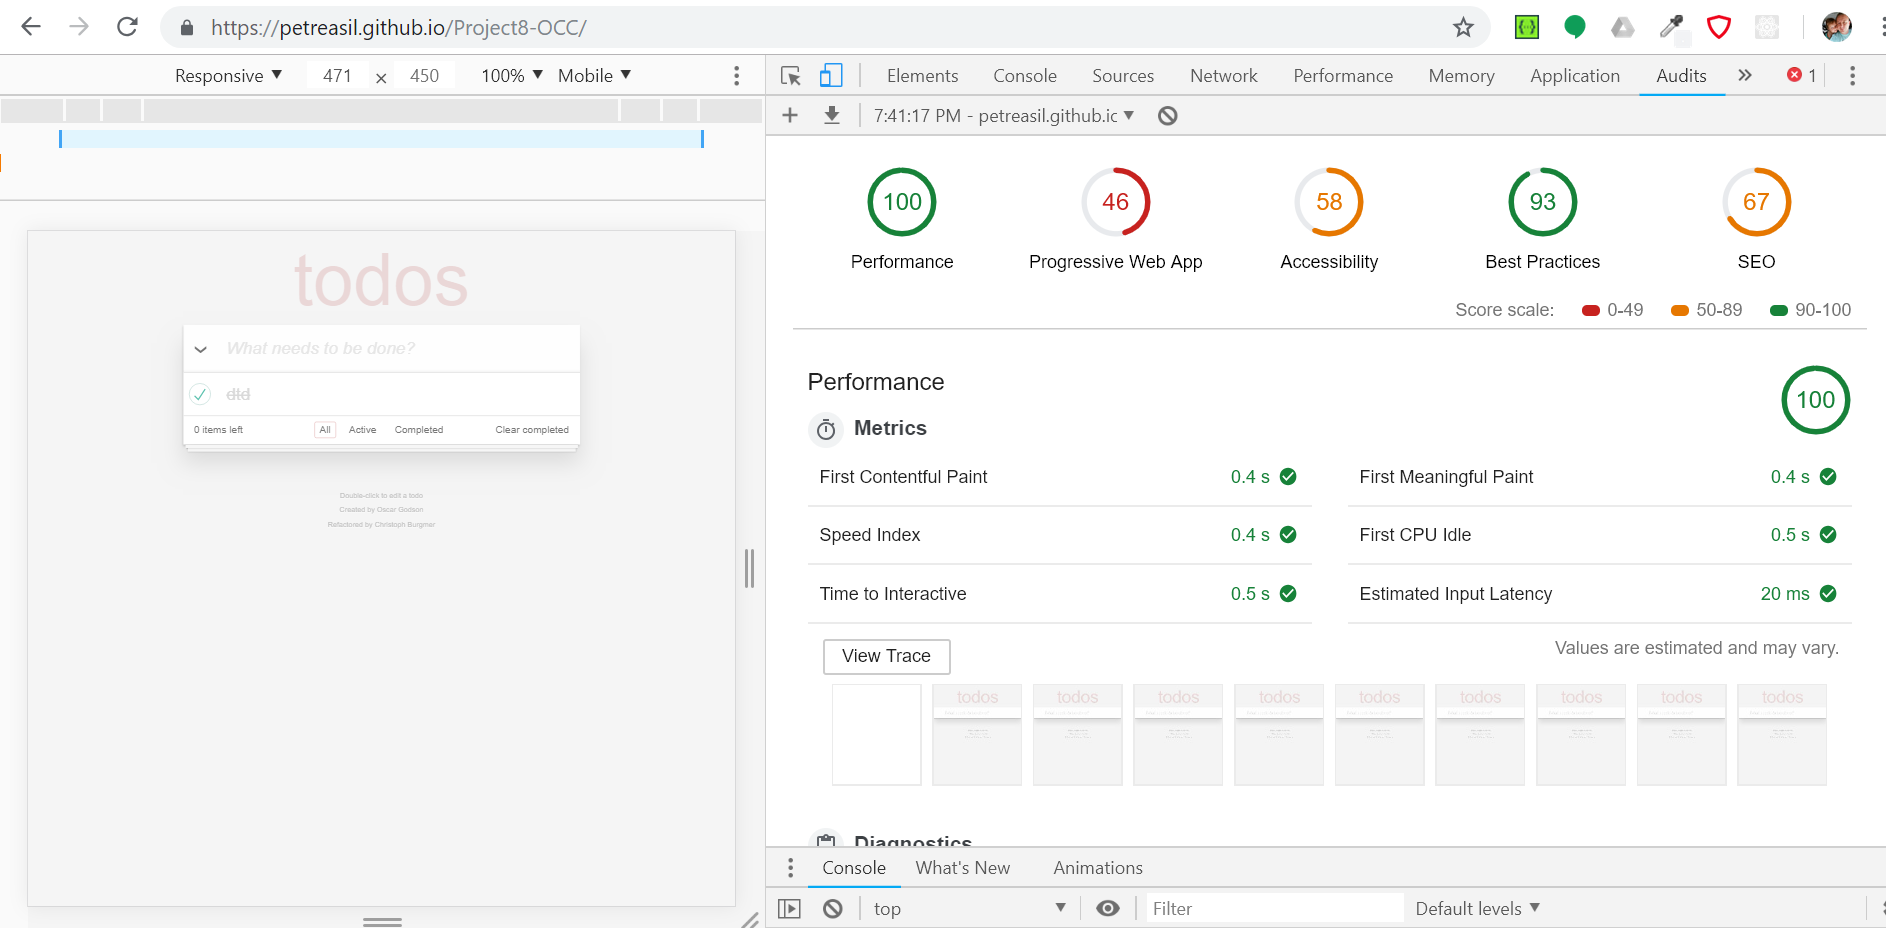 https://petreasil.github.io/Project8-OCC/
Responsive ▼ 471 × 450 100% ▼ Mobile ▼
Elements Console Sources Network Performance Memory Application Audits » 1
7:41:17 PM - petreasil.github.ic ▼
todos
What needs to be done?
dtd
0 items left All Active Completed Clear completed
Double-click to edit a todo
Created by Oscar Godson
Refactored by Christoph Burgmer
100 46 58 93 67
Performance Progressive Web App Accessibility Best Practices SEO
Score scale: 0-49 50-89 90-100
Performance
100
Metrics
First Contentful Paint 0.4 s First Meaningful Paint 0.4 s
Speed Index 0.4 s First CPU Idle 0.5 s
Time to Interactive 0.5 s Estimated Input Latency 20 ms
View Trace
Values are estimated and may vary.
todos todos todos todos todos todos todos todos todos
Diagnostics
Console What's New Animations
top ▼ Filter Default levels ▼